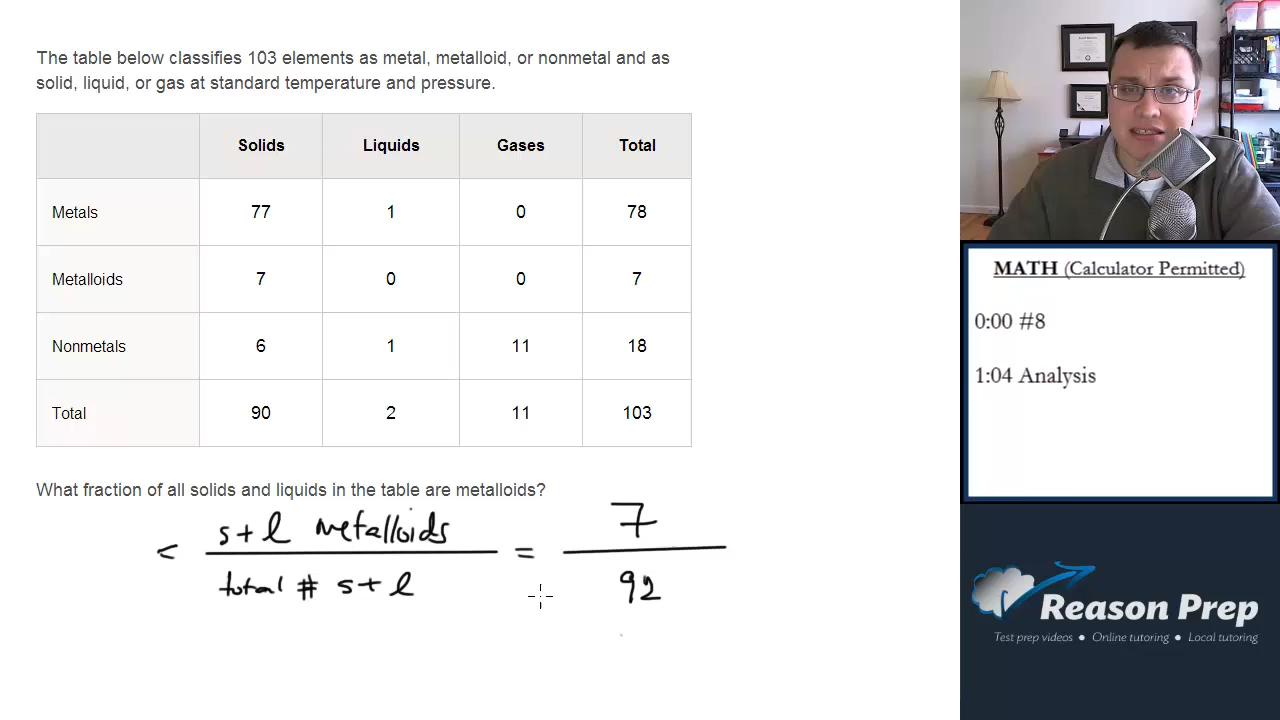 The table below classifies 103 elements as metal, metalloid, or nonmetal and as
solid, liquid, or gas at standard temperature and pressure.
Solids Liquids Gases Total
Metals 77 1 0 78
Metalloids 7 0 0 7
Nonmetals 6 1 11 18
Total 90 2 11 103
What fraction of all solids and liquids in the table are metalloids?
< s+l metalloids = 7
total # s+l 92
MATH (Calculator Permitted)
0:00 #8
1:04 Analysis
Reason Prep
Test prep videos ● Online tutoring ● Local tutoring